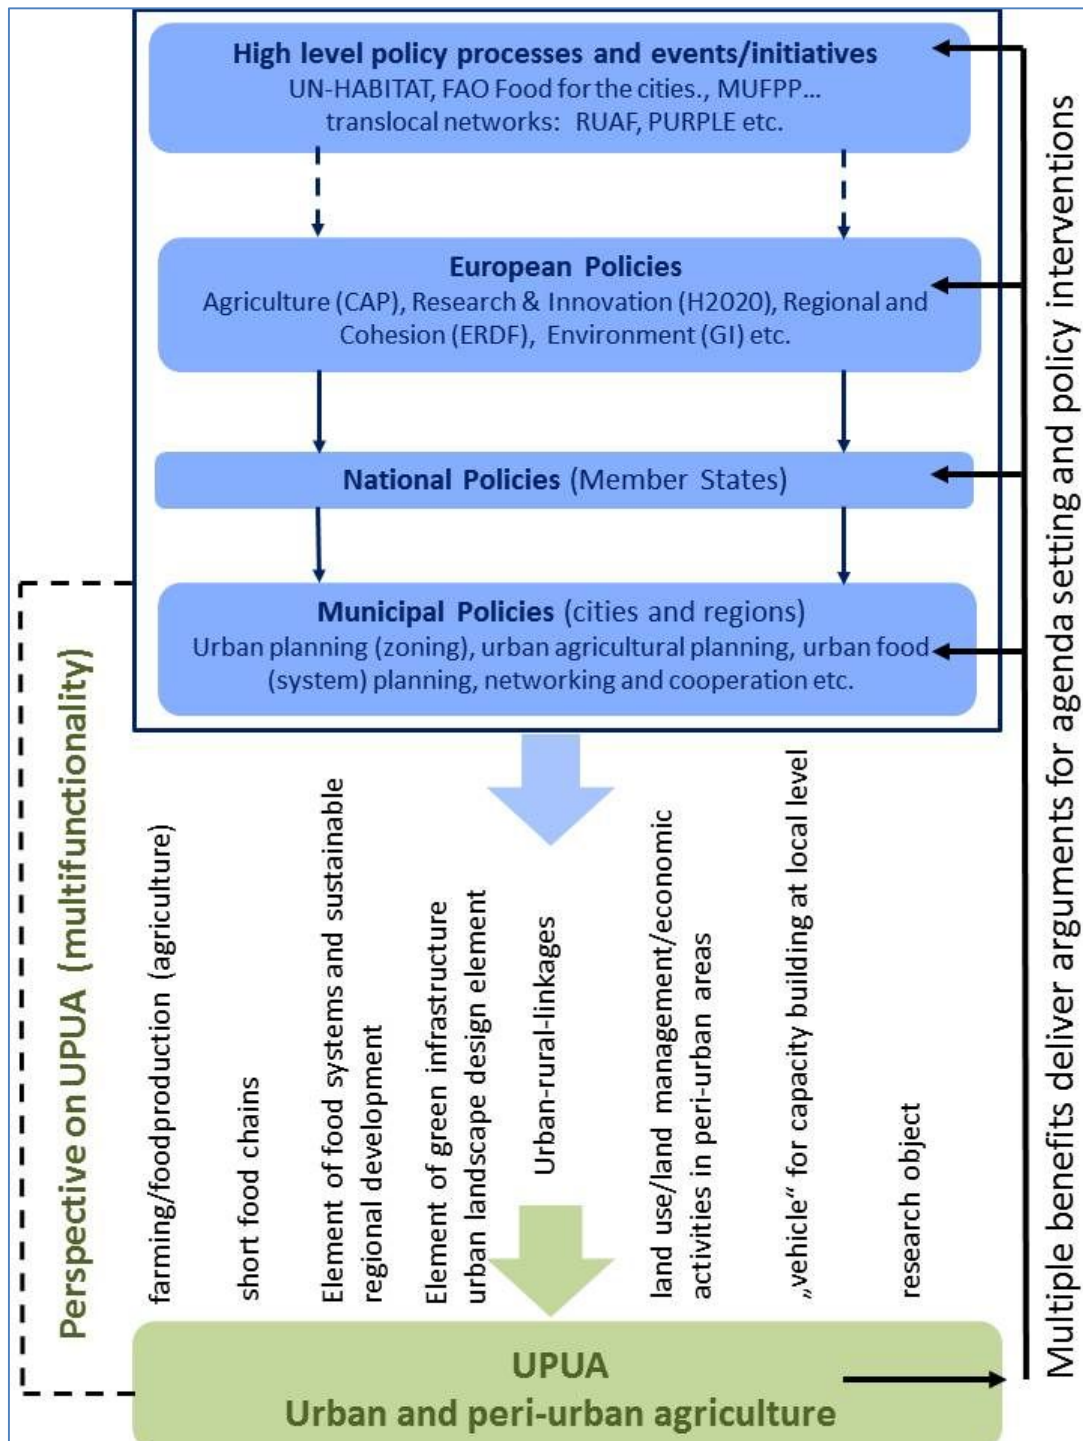 High level policy processes and events/initiatives
UN-HABITAT, FAO Food for the cities., MUFPP...
translocal networks: RUAF, PURPLE etc.
European Policies
Agriculture (CAP), Research & Innovation (H2020), Regional and
Cohesion (ERDF), Environment (GI) etc.
National Policies (Member States)
Municipal Policies (cities and regions)
Urban planning (zoning), urban agricultural planning, urban food
(system) planning, networking and cooperation etc.
Perspective on UPUA (multifunctionality)
farming/foodproduction (agriculture)
short food chains
Element of food systems and sustainable
regional development
Element of green infrastructure
urban landscape design element
Urban-rural-linkages
land use/land management/economic
activities in peri-urban areas
„vehicle“ for capacity building at local level
research object
Multiple benefits deliver arguments for agenda setting and policy interventions
UPUA
Urban and peri-urban agriculture